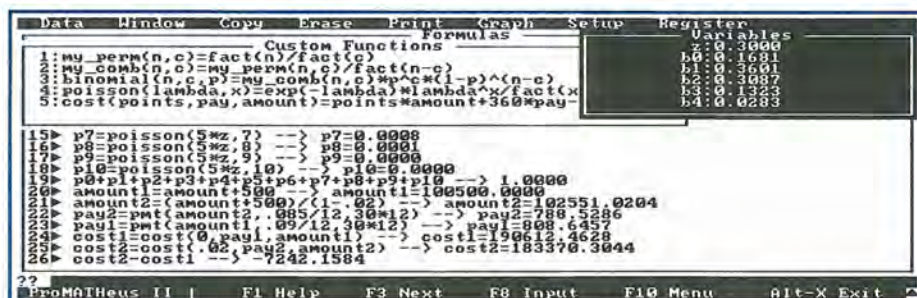 Data Window Copy Erase Print Graph Setup Register
Formulas
Custom Functions
1:my_perm(n,c)=fact(n)/fact(c)
2:my_comb(n,c)=my_perm(n,c)/fact(n-c)
3:binomial(n,c,p)=my_comb(n,c)*p^c*(1-p)^(n-c)
4:poisson(lambda,x)=exp(-lambda)*lambda^x/fact(x
5:cost(points,pay,amount)=points*amount+360*pay-
Variables
z:0.3000
b0:0.1681
b1:0.3601
b2:0.3087
b3:0.1323
b4:0.0283
15► p7=poisson(5*z,7) --> p7=0.0008
16► p8=poisson(5*z,8) --> p8=0.0001
17► p9=poisson(5*z,9) --> p9=0.0000
18► p10=poisson(5*z,10) --> p10=0.0000
19► p0+p1+p2+p3+p4+p5+p6+p7+p8+p9+p10 --> 1.0000
20► amount1=amount+500 --> amount1=100500.0000
21► amount2=(amount+500)/(1-.02) --> amount2=102551.0204
22► pay2=pmt(amount2,.085/12,30*12) --> pay2=788.5286
23► pay1=pmt(amount1,.09/12,30*12) --> pay1=808.6457
24► cost1=cost(0,pay1,amount1) --> cost1=190612.4628
25► cost2=cost(.02,pay2,amount2) --> cost2=183370.3044
26► cost2-cost1 --> -7242.1584
??
ProMATHeus II | F1 Help F3 Next F8 Input F10 Menu Alt-X Exit